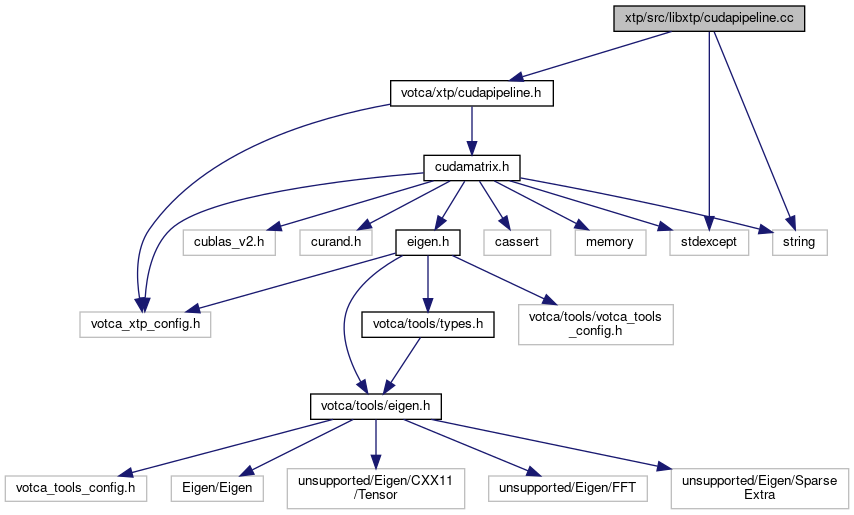 xtp/src/libxtp/cudapipeline.cc
votca/xtp/cudapipeline.h
cudamatrix.h
cublas_v2.h
curand.h
eigen.h
cassert
memory
stdexcept
string
votca_xtp_config.h
votca/tools/types.h
votca/tools/votca_tools
_config.h
votca/tools/eigen.h
votca_tools_config.h
Eigen/Eigen
unsupported/Eigen/CXX11
/Tensor
unsupported/Eigen/FFT
unsupported/Eigen/Sparse
Extra